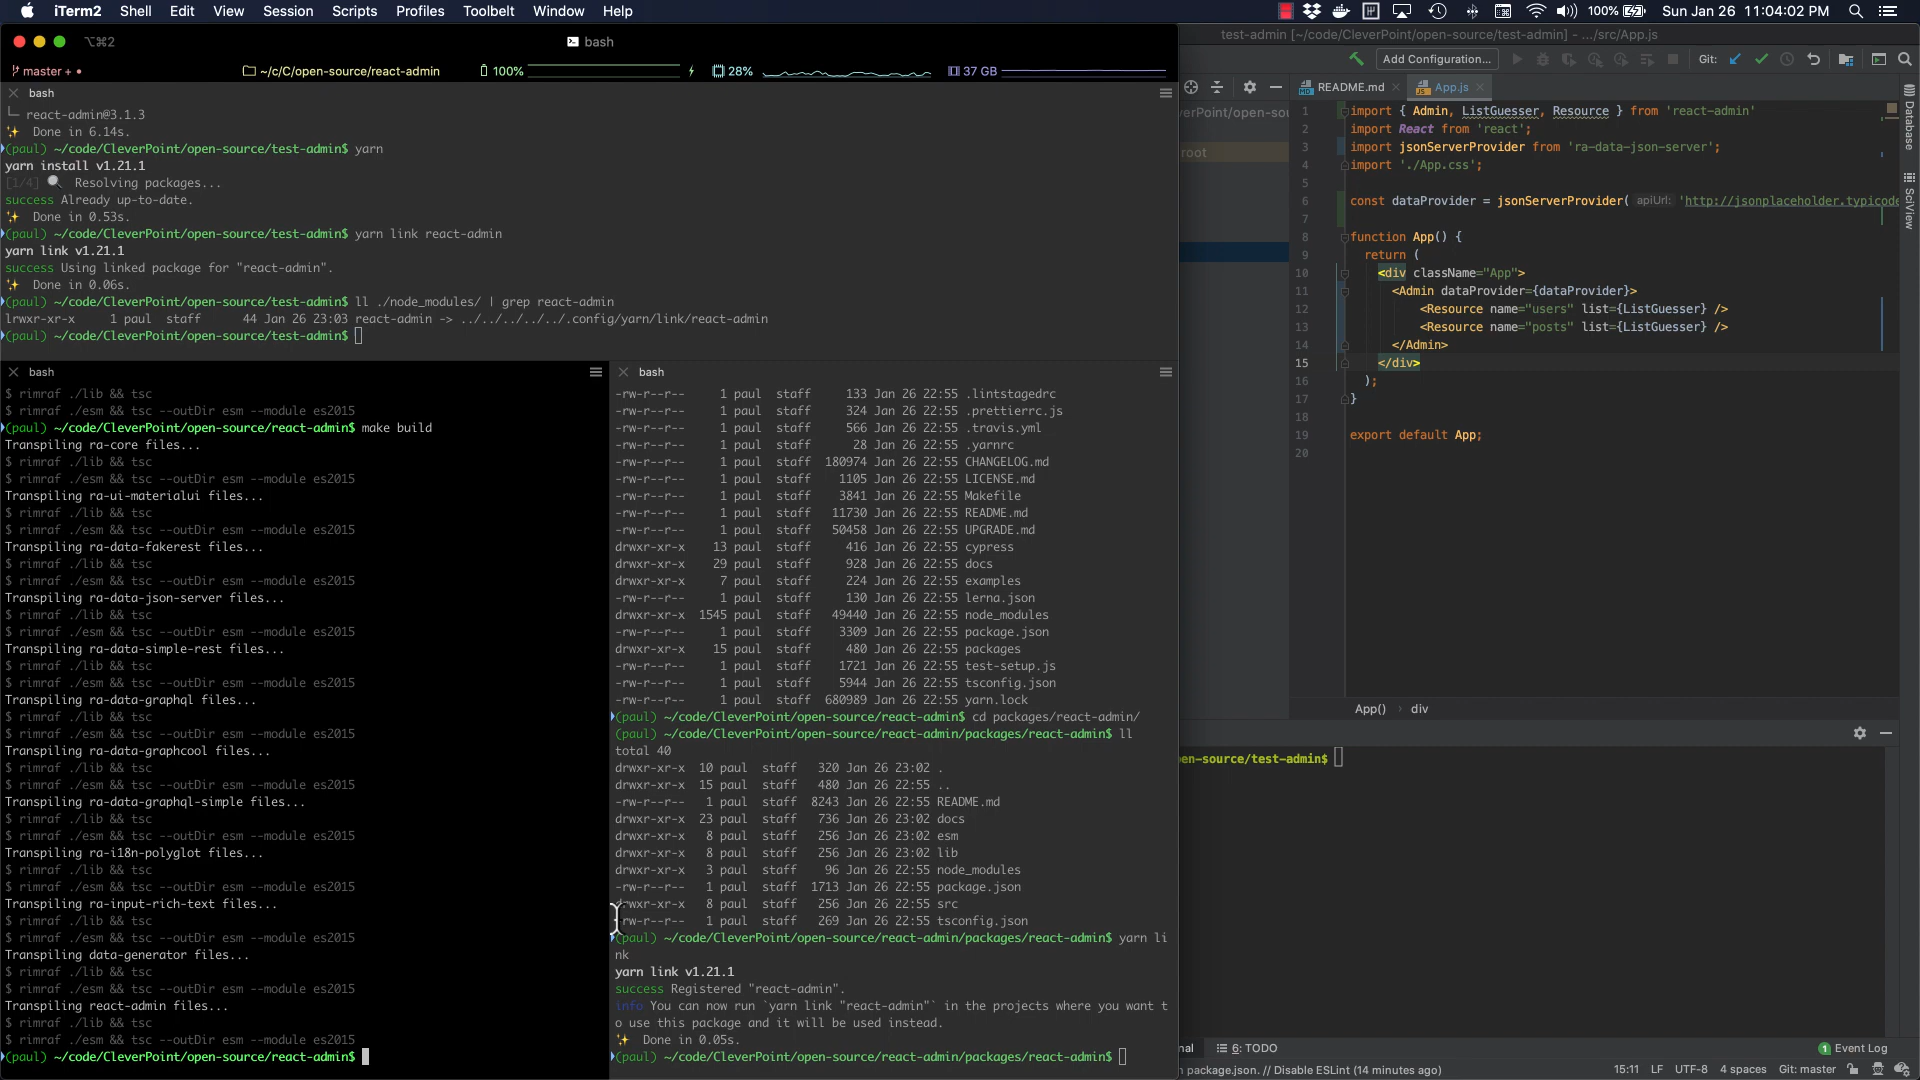 iTerm2 Shell Edit View Session Scripts Profiles Toolbelt Window Help 100% Sun Jan 26 11:04:02 PM
⌥⌘2 bash
master + • ~/c/C/open-source/react-admin 100% 28% 37 GB
bash
└─ react-admin@3.1.3
✨ Done in 6.14s.
(paul) ~/code/CleverPoint/open-source/test-admin$ yarn
yarn install v1.21.1
[1/4] 🔍 Resolving packages...
success Already up-to-date.
✨ Done in 0.53s.
(paul) ~/code/CleverPoint/open-source/test-admin$ yarn link react-admin
yarn link v1.21.1
success Using linked package for "react-admin".
✨ Done in 0.06s.
(paul) ~/code/CleverPoint/open-source/test-admin$ ll ./node_modules/ | grep react-admin
lrwxr-xr-x 1 paul staff 44 Jan 26 23:03 react-admin -> ../../../../../.config/yarn/link/react-admin
(paul) ~/code/CleverPoint/open-source/test-admin$
bash
$ rimraf ./lib && tsc
$ rimraf ./esm && tsc --outDir esm --module es2015
(paul) ~/code/CleverPoint/open-source/react-admin$ make build
Transpiling ra-core files...
$ rimraf ./lib && tsc
$ rimraf ./esm && tsc --outDir esm --module es2015
Transpiling ra-ui-materialui files...
$ rimraf ./lib && tsc
$ rimraf ./esm && tsc --outDir esm --module es2015
Transpiling ra-data-fakerest files...
$ rimraf ./lib && tsc
$ rimraf ./esm && tsc --outDir esm --module es2015
Transpiling ra-data-json-server files...
$ rimraf ./lib && tsc
$ rimraf ./esm && tsc --outDir esm --module es2015
Transpiling ra-data-simple-rest files...
$ rimraf ./lib && tsc
$ rimraf ./esm && tsc --outDir esm --module es2015
Transpiling ra-data-graphql files...
$ rimraf ./lib && tsc
$ rimraf ./esm && tsc --outDir esm --module es2015
Transpiling ra-data-graphcool files...
$ rimraf ./lib && tsc
$ rimraf ./esm && tsc --outDir esm --module es2015
Transpiling ra-data-graphql-simple files...
$ rimraf ./lib && tsc
$ rimraf ./esm && tsc --outDir esm --module es2015
Transpiling ra-i18n-polyglot files...
$ rimraf ./lib && tsc
$ rimraf ./esm && tsc --outDir esm --module es2015
Transpiling ra-input-rich-text files...
$ rimraf ./lib && tsc
$ rimraf ./esm && tsc --outDir esm --module es2015
Transpiling data-generator files...
$ rimraf ./lib && tsc
$ rimraf ./esm && tsc --outDir esm --module es2015
Transpiling react-admin files...
$ rimraf ./lib && tsc
$ rimraf ./esm && tsc --outDir esm --module es2015
(paul) ~/code/CleverPoint/open-source/react-admin$
bash
-rw-r--r-- 1 paul staff 133 Jan 26 22:55 .lintstagedrc
-rw-r--r-- 1 paul staff 324 Jan 26 22:55 .prettierrc.js
-rw-r--r-- 1 paul staff 566 Jan 26 22:55 .travis.yml
-rw-r--r-- 1 paul staff 28 Jan 26 22:55 .yarnrc
-rw-r--r-- 1 paul staff 180974 Jan 26 22:55 CHANGELOG.md
-rw-r--r-- 1 paul staff 1105 Jan 26 22:55 LICENSE.md
-rw-r--r-- 1 paul staff 3841 Jan 26 22:55 Makefile
-rw-r--r-- 1 paul staff 11730 Jan 26 22:55 README.md
-rw-r--r-- 1 paul staff 50458 Jan 26 22:55 UPGRADE.md
drwxr-xr-x 13 paul staff 416 Jan 26 22:55 cypress
drwxr-xr-x 29 paul staff 928 Jan 26 22:55 docs
drwxr-xr-x 7 paul staff 224 Jan 26 22:55 examples
-rw-r--r-- 1 paul staff 130 Jan 26 22:55 lerna.json
drwxr-xr-x 1545 paul staff 49440 Jan 26 22:55 node_modules
-rw-r--r-- 1 paul staff 3309 Jan 26 22:55 package.json
drwxr-xr-x 15 paul staff 480 Jan 26 22:55 packages
-rw-r--r-- 1 paul staff 1721 Jan 26 22:55 test-setup.js
-rw-r--r-- 1 paul staff 5944 Jan 26 22:55 tsconfig.json
-rw-r--r-- 1 paul staff 680989 Jan 26 22:55 yarn.lock
(paul) ~/code/CleverPoint/open-source/react-admin$ cd packages/react-admin/
(paul) ~/code/CleverPoint/open-source/react-admin/packages/react-admin$ ll
total 40
drwxr-xr-x 10 paul staff 320 Jan 26 23:02 .
drwxr-xr-x 15 paul staff 480 Jan 26 22:55 ..
-rw-r--r-- 1 paul staff 8243 Jan 26 22:55 README.md
drwxr-xr-x 23 paul staff 736 Jan 26 23:02 docs
drwxr-xr-x 8 paul staff 256 Jan 26 23:02 esm
drwxr-xr-x 8 paul staff 256 Jan 26 23:02 lib
drwxr-xr-x 3 paul staff 96 Jan 26 22:55 node_modules
-rw-r--r-- 1 paul staff 1713 Jan 26 22:55 package.json
drwxr-xr-x 8 paul staff 256 Jan 26 22:55 src
-rw-r--r-- 1 paul staff 269 Jan 26 22:55 tsconfig.json
(paul) ~/code/CleverPoint/open-source/react-admin/packages/react-admin$ yarn li
nk
yarn link v1.21.1
success Registered "react-admin".
info You can now run `yarn link "react-admin"` in the projects where you want t
o use this package and it will be used instead.
✨ Done in 0.05s.
(paul) ~/code/CleverPoint/open-source/react-admin/packages/react-admin$
test-admin [~/code/CleverPoint/open-source/test-admin] - .../src/App.js
Add Configuration... Git:
erPoint/open-sou README.md App.js
root
1 import { Admin, ListGuesser, Resource } from 'react-admin'
2 import React from 'react';
3 import jsonServerProvider from 'ra-data-json-server';
4 import './App.css';
5
6 const dataProvider = jsonServerProvider( apiUrl: 'http://jsonplaceholder.typicode
7
8 function App() {
9 return (
10 <div className="App">
11 <Admin dataProvider={dataProvider}>
12 <Resource name="users" list={ListGuesser} />
13 <Resource name="posts" list={ListGuesser} />
14 </Admin>
15 </div>
16 );
17 }
18
19 export default App;
20
Database
SciView
App() › div
en-source/test-admin$
nal 6: TODO 1 Event Log
package.json. // Disable ESLint (14 minutes ago) 15:11 LF UTF-8 4 spaces Git: master